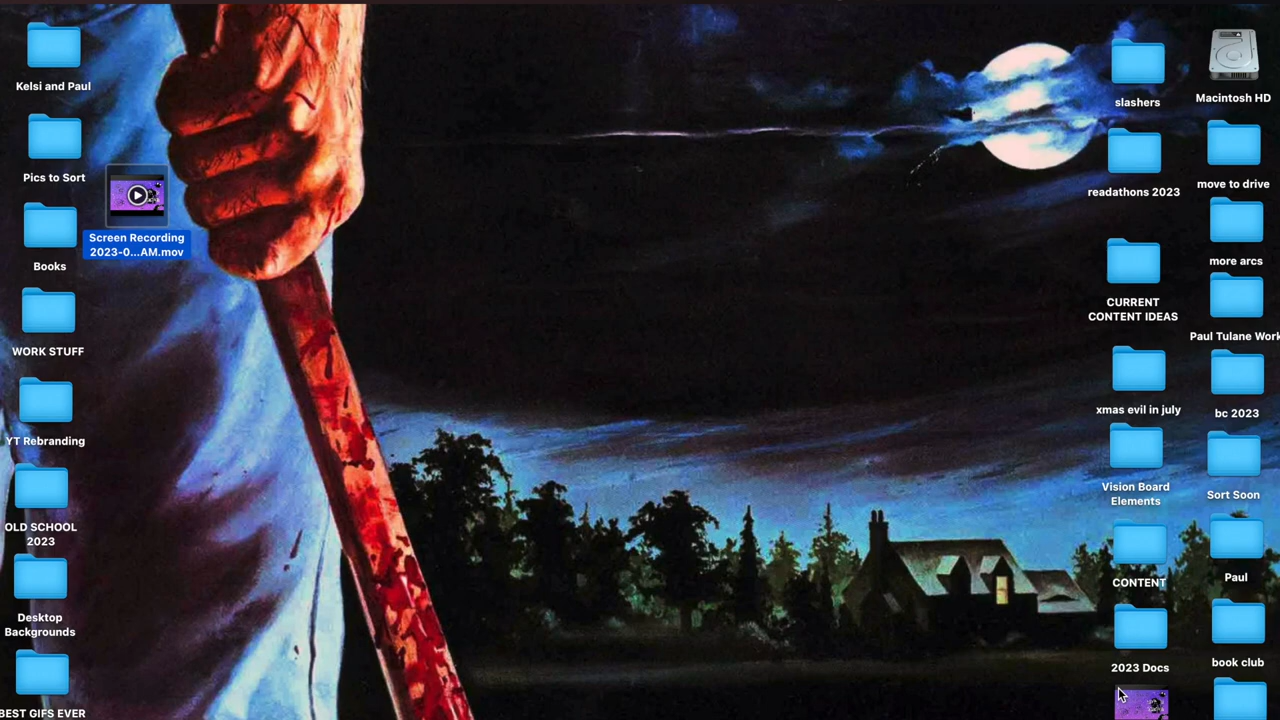 Kelsi and Paul
Pics to Sort
Screen Recording
2023-0...AM.mov
Books
WORK STUFF
YT Rebranding
OLD SCHOOL
2023
Desktop
Backgrounds
BEST GIFS EVER
slashers
readathons 2023
CURRENT
CONTENT IDEAS
xmas evil in july
Vision Board
Elements
CONTENT
2023 Docs
Macintosh HD
move to drive
more arcs
Paul Tulane Work
bc 2023
Sort Soon
Paul
book club